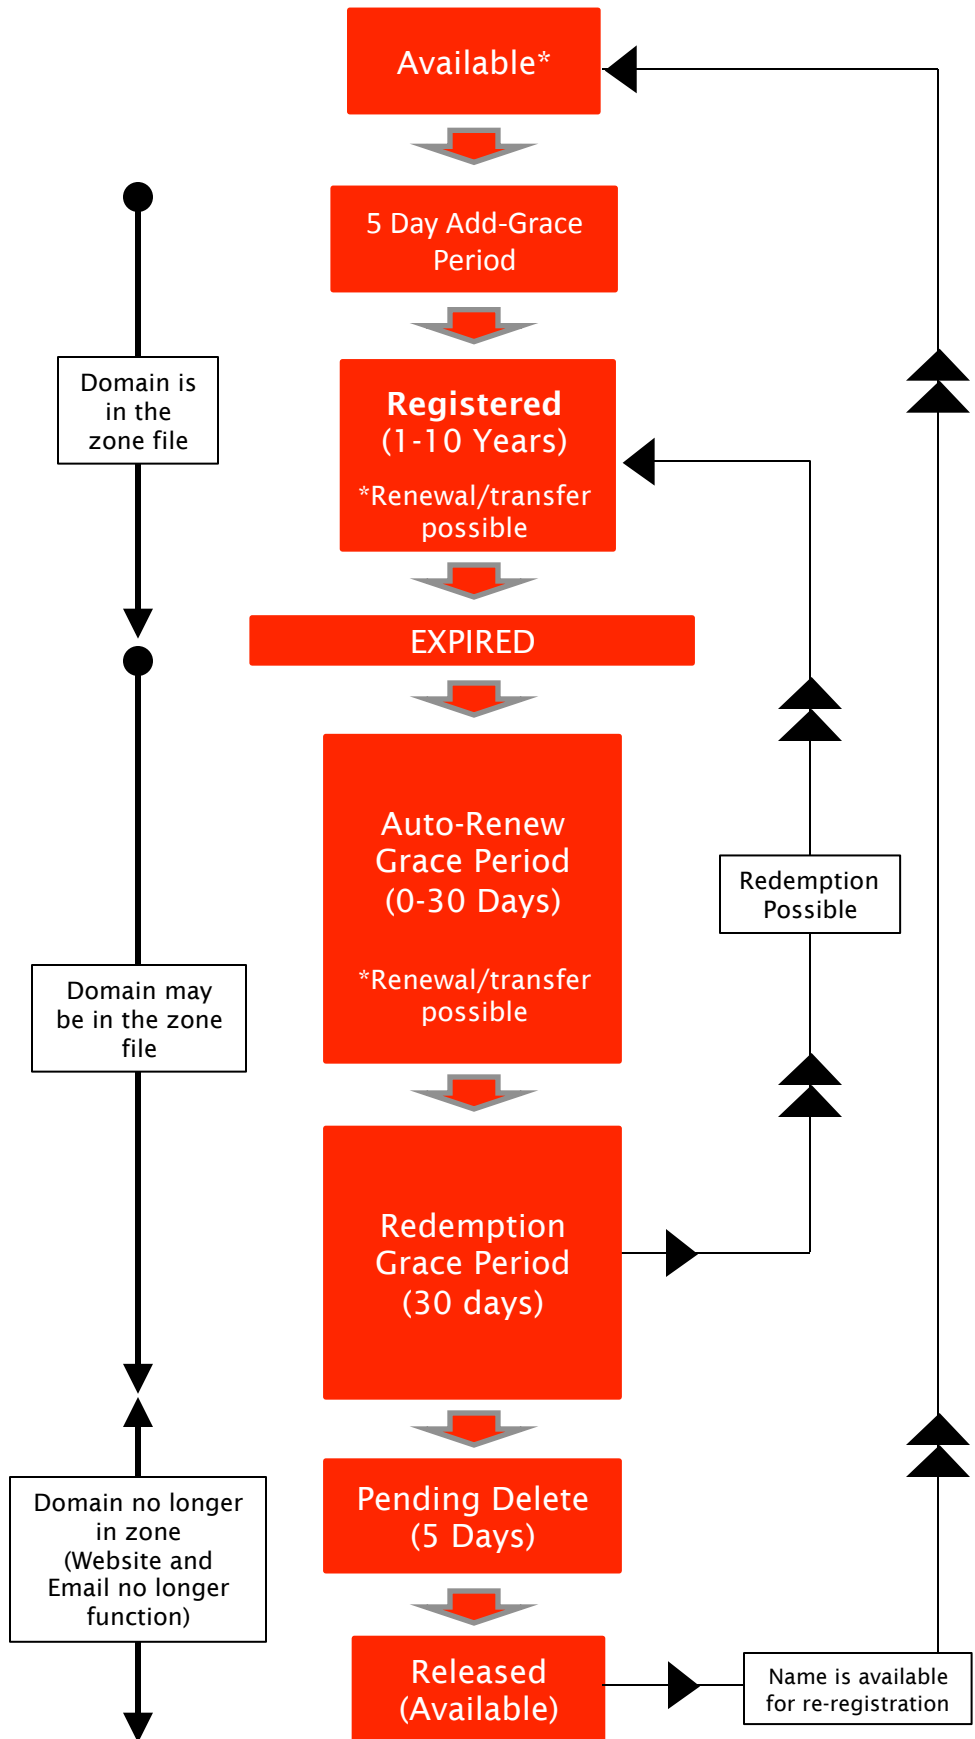 Available*
5 Day Add-Grace
Period
Domain is
in the
zone file
Registered
(1-10 Years)
*Renewal/transfer
possible
EXPIRED
Auto-Renew
Grace Period
(0-30 Days)
*Renewal/transfer
possible
Redemption
Possible
Domain may
be in the zone
file
Redemption
Grace Period
(30 days)
Pending Delete
(5 Days)
Domain no longer
in zone
(Website and
Email no longer
function)
Released
(Available)
Name is available
for re-registration